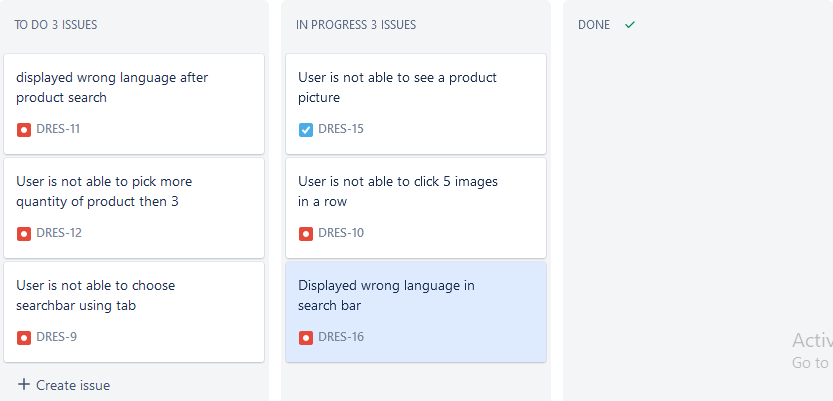 TO DO 3 ISSUES
displayed wrong language after
product search
DRES-11
User is not able to pick more
quantity of product then 3
DRES-12
User is not able to choose
searchbar using tab
DRES-9
+ Create issue
IN PROGRESS 3 ISSUES
User is not able to see a product
picture
DRES-15
User is not able to click 5 images
in a row
DRES-10
Displayed wrong language in
search bar
DRES-16
DONE
Activ
Go to